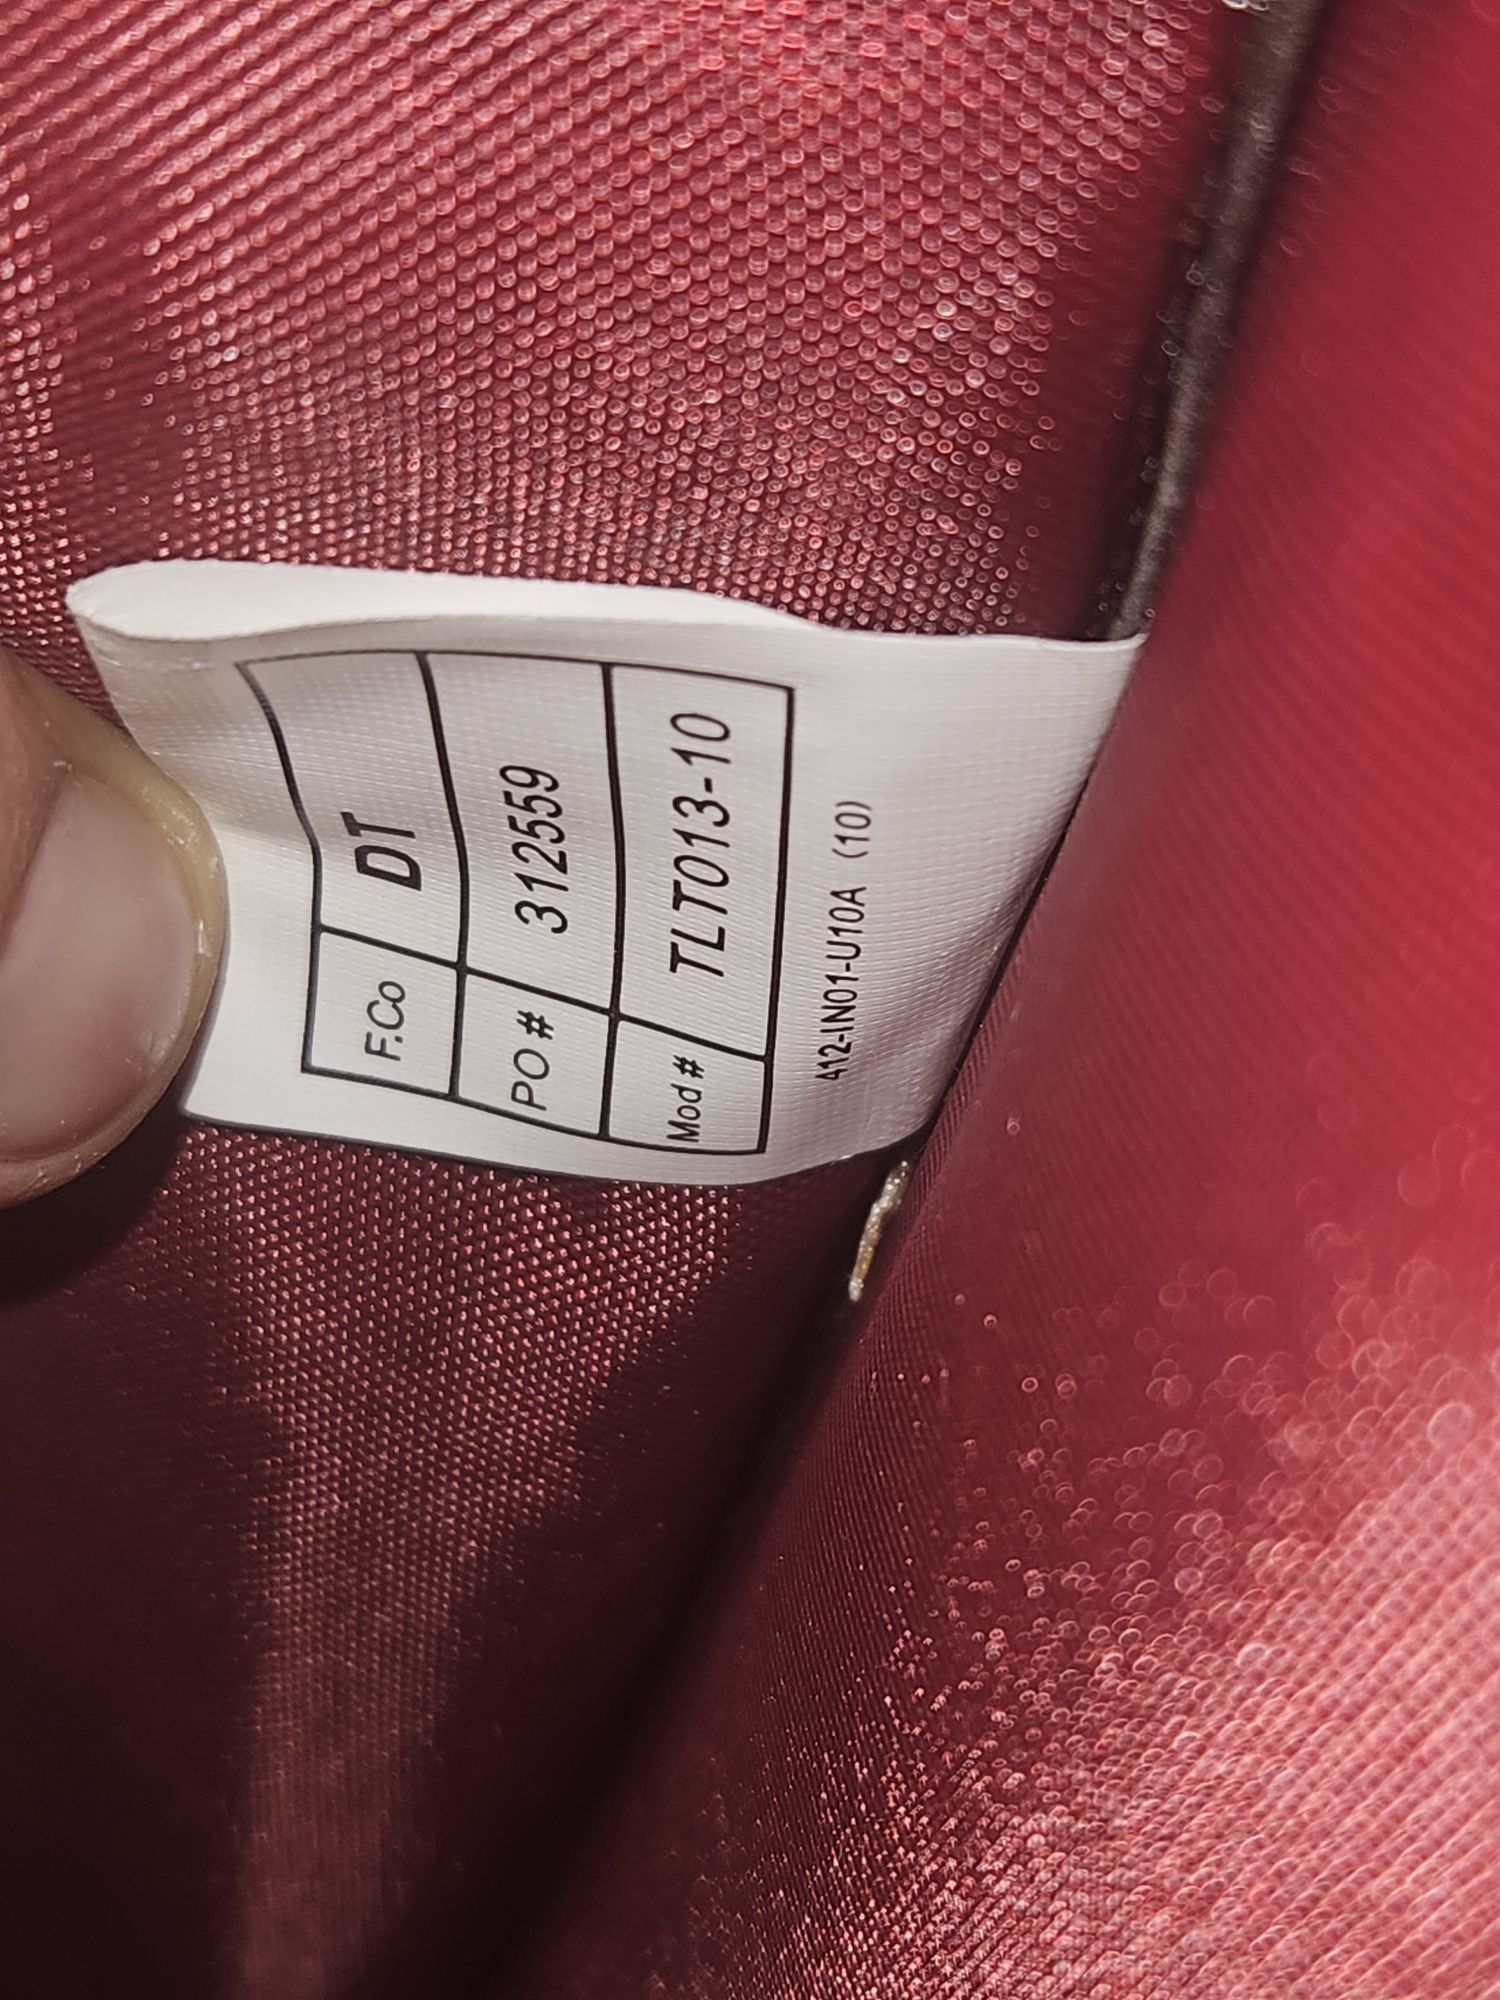 F.Co DT
PO # 312559
Mod # TLT013-10
412-IN01-U10A (10)